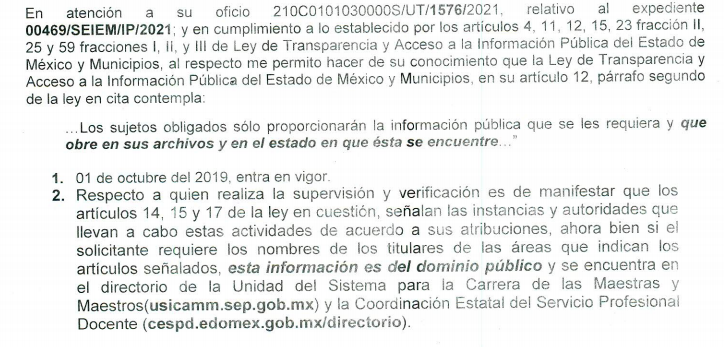 En atención a su oficio 210C0101030000S/UT/1576/2021, relativo al expediente
00469/SEIEM/IP/2021; y en cumplimiento a lo establecido por los artículos 4, 11, 12, 15, 23 fracción II,
25 y 59 fracciones I, ii, y III de Ley de Transparencia y Acceso a la Información Pública del Estado de
México y Municipios, al respecto me permito hacer de su conocimiento que la Ley de Transparencia y
Acceso a la Información Pública del Estado de México y Municipios, en su artículo 12, párrafo segundo
de la ley en cita contempla:
...Los sujetos obligados sólo proporcionarán la información pública que se les requiera y que
obre en sus archivos y en el estado en que ésta se encuentre..."
1. 01 de octubre del 2019, entra en vigor.
2. Respecto a quien realiza la supervisión y verificación es de manifestar que los
artículos 14, 15 y 17 de la ley en cuestión, señalan las instancias y autoridades que
llevan a cabo estas actividades de acuerdo a sus atribuciones, ahora bien si el
solicitante requiere los nombres de los titulares de las áreas que indican los
artículos señalados, esta información es del dominio público y se encuentra en
el directorio de la Unidad del Sistema para la Carrera de las Maestras y
Maestros(usicamm.sep.gob.mx) y la Coordinación Estatal del Servicio Profesional
Docente (cespd.edomex.gob.mx/directorio).